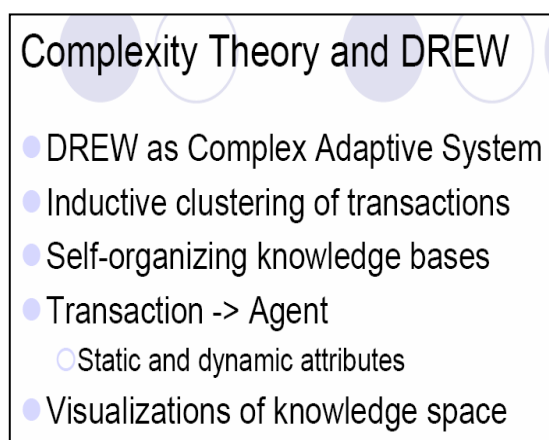 Complexity Theory and DREW
DREW as Complex Adaptive System
Inductive clustering of transactions
Self-organizing knowledge bases
Transaction -> Agent
Static and dynamic attributes
Visualizations of knowledge space